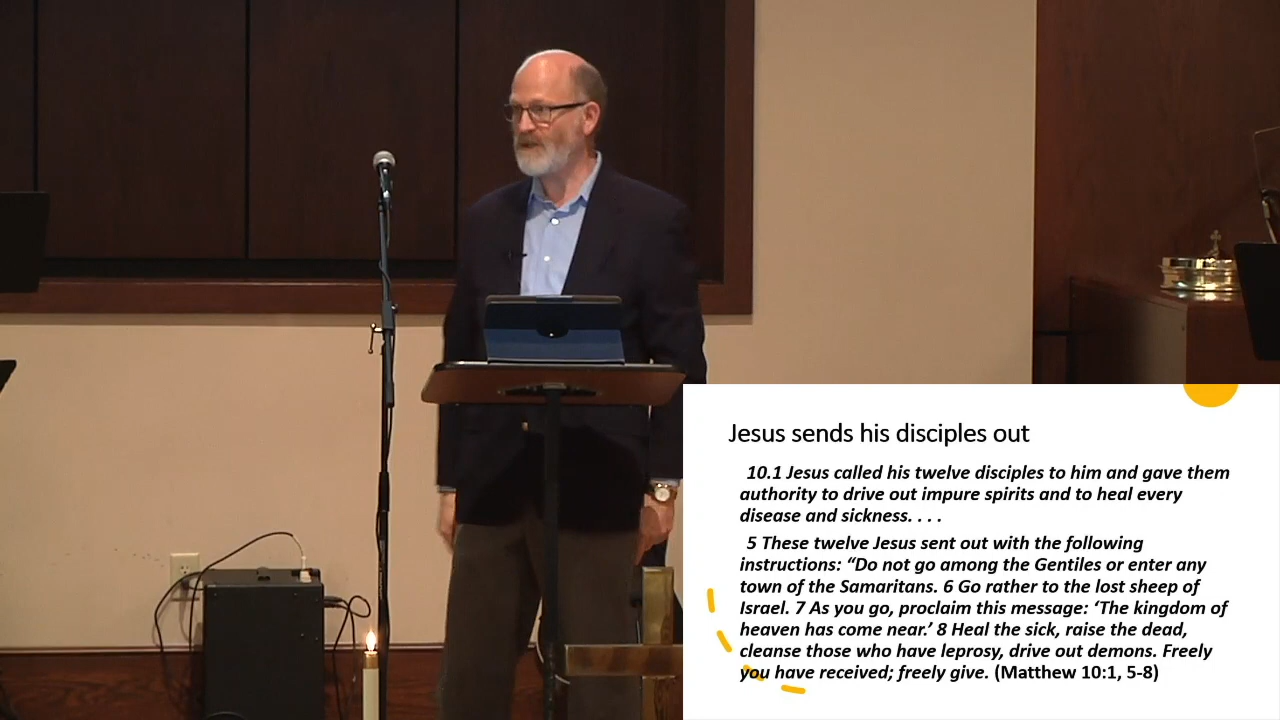 Jesus sends his disciples out
10.1 Jesus called his twelve disciples to him and gave them
authority to drive out impure spirits and to heal every
disease and sickness. . . .
5 These twelve Jesus sent out with the following
instructions: “Do not go among the Gentiles or enter any
town of the Samaritans. 6 Go rather to the lost sheep of
Israel. 7 As you go, proclaim this message: ‘The kingdom of
heaven has come near.’ 8 Heal the sick, raise the dead,
cleanse those who have leprosy, drive out demons. Freely
you have received; freely give. (Matthew 10:1, 5-8)